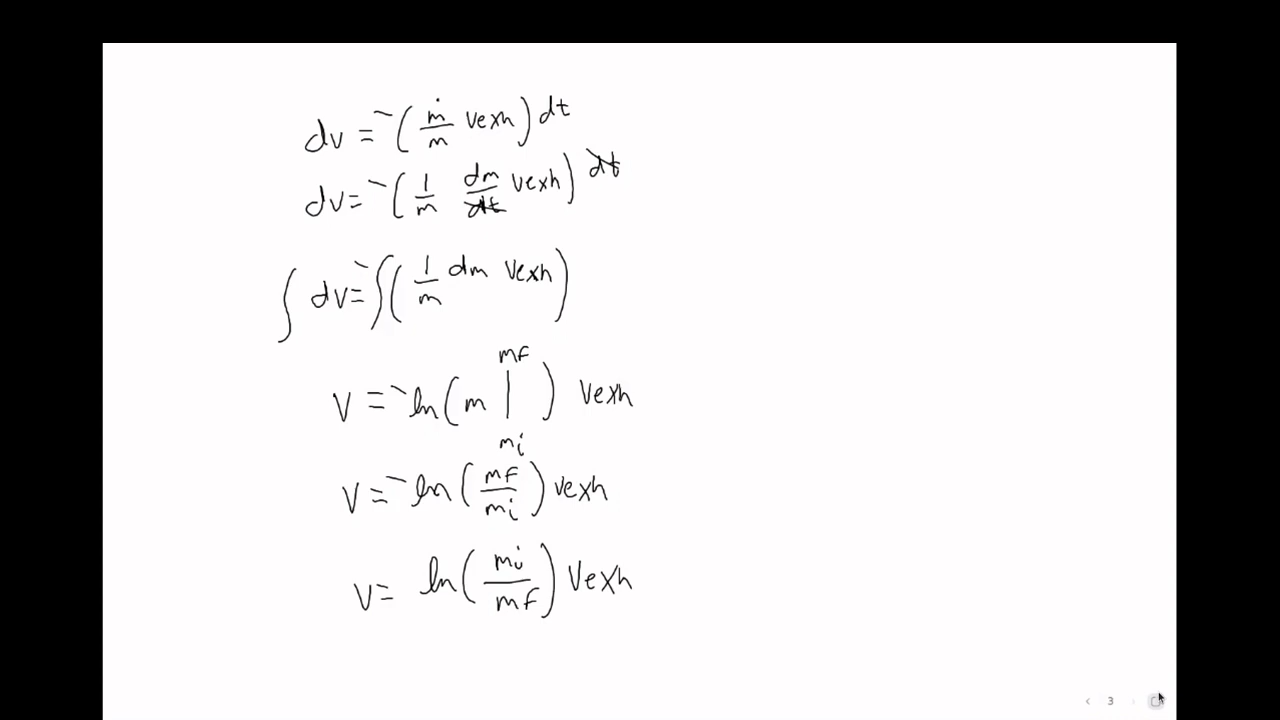 dv = -(ṁ/m vexh) dt
dv = -(1/m dm/dt vexh) dt
∫ dv = -∫(1/m dm vexh)
v = -ln(m |mi^mf) vexh
v = -ln(mf/mi) vexh
v = ln(mi/mf) vexh
3